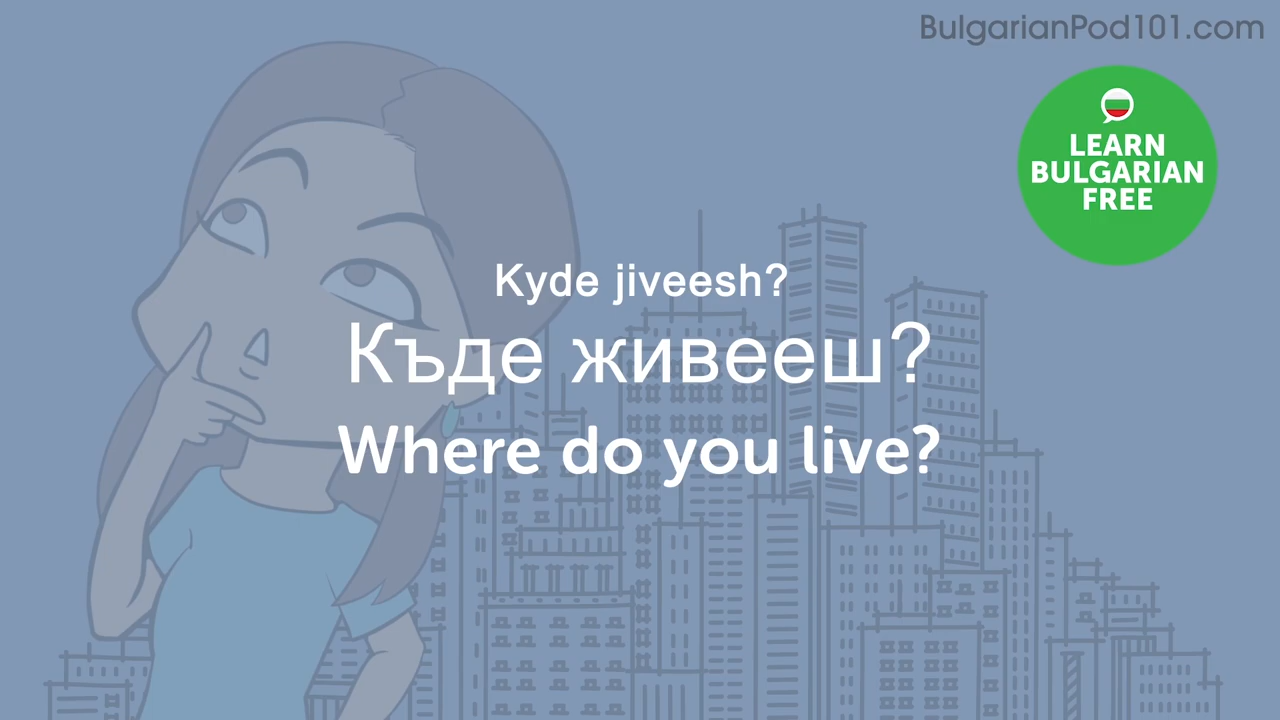 BulgarianPod101.com
LEARN
BULGARIAN
FREE
Kyde jiveesh?
Къде живееш?
Where do you live?